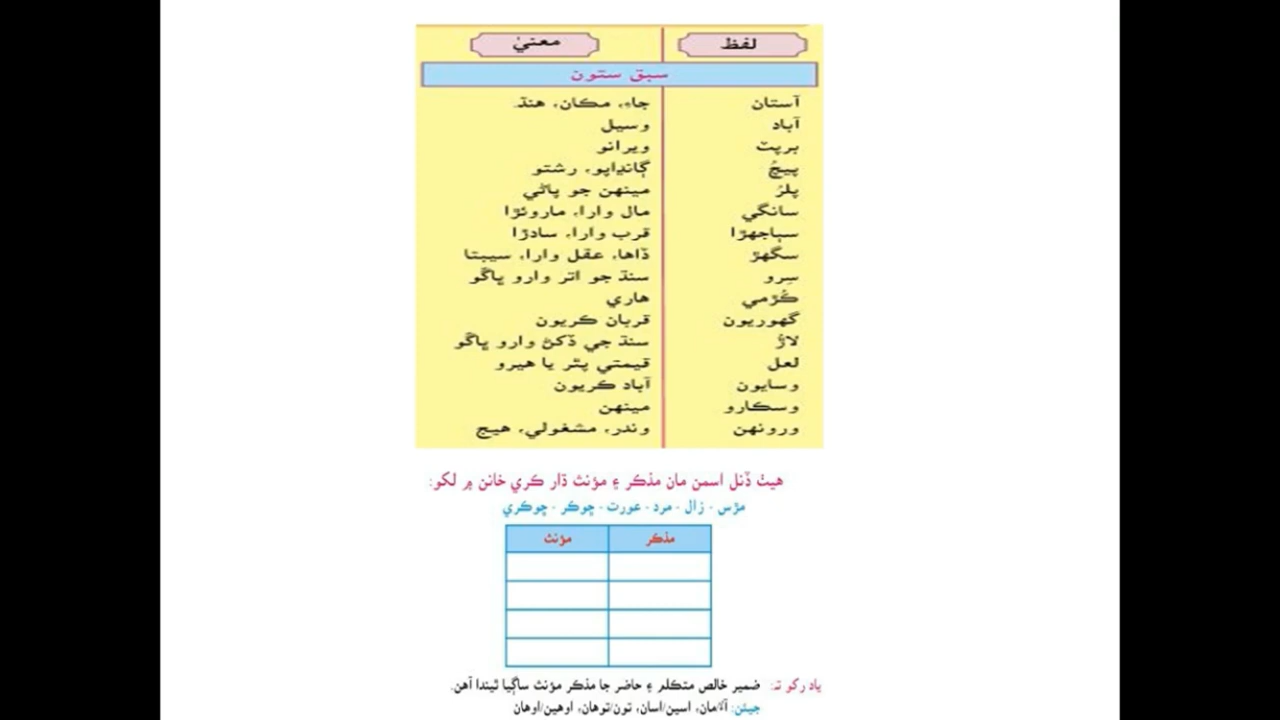 لفظ معنيٰ
سبق ستون
آستان جاءِ، مڪان، هنڌ.
آباد وسيل
برپٽ ويرانو
پيچُ ڳانڍاپو، رشتو
پلرُ مينهن جو پاڻي
سانگي مال وارا، ماروئڙا
سٻاجهڙا قرب وارا، سادڙا
سگهڙ ڏاها، عقل وارا، سيبتا
سِرو سنڌ جو اتر وارو ڀاڱو
ڪُڙمي هاري
گهوريون قربان ڪريون
لاڙُ سنڌ جي ڏکڻ وارو ڀاڱو
لعل قيمتي پٿر يا هيرو
وسايون آباد ڪريون
وسڪارو مينهن
ورونهن وندر، مشغولي، هيج
هيٺ ڏنل اسمن مان مذڪر ۽ مؤنث ڌار ڪري خانن ۾ لکو:
مڙس - زال - مرد - عورت - ڇوڪر - ڇوڪري
مذڪر مؤنث
ياد رکو ته: ضمير خالص متڪلم ۽ حاضر جا مذڪر مؤنث ساڳيا ٿيندا آهن.
جيئن: آءٌ/مان، اسين/اسان، تون/توهان، اوهين/اوهان